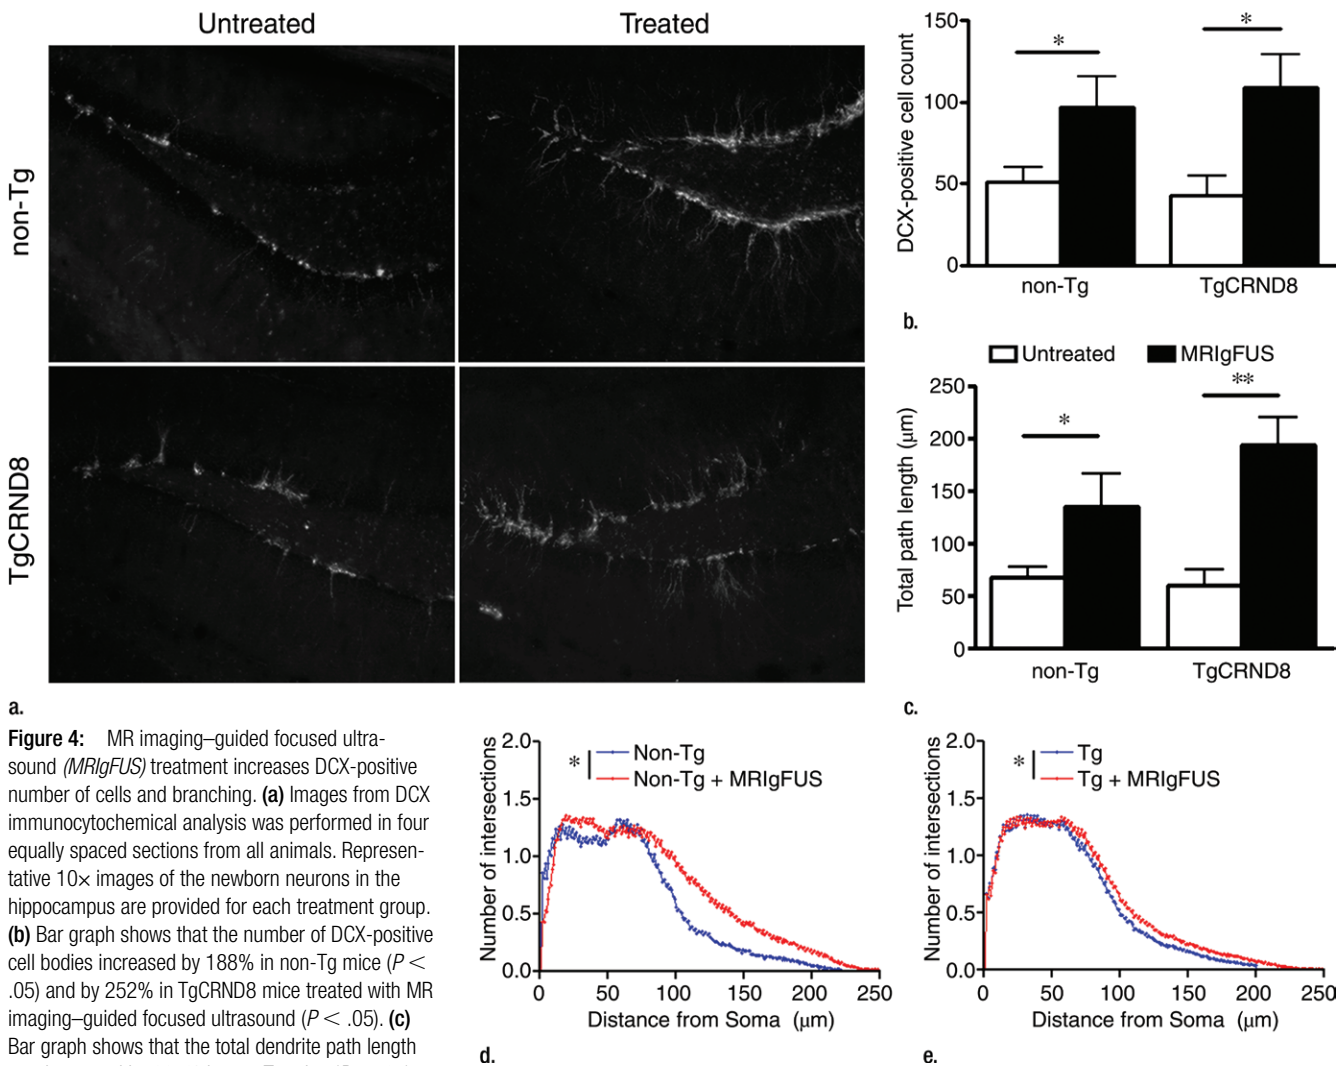 Untreated
Treated
non-Tg
TgCRND8
a.
DCX-positive cell count
150
100
50
0
*
*
non-Tg
TgCRND8
b.
Untreated
MRIgFUS
Total path length (µm)
250
200
150
100
50
0
*
**
non-Tg
TgCRND8
c.
Figure 4: MR imaging–guided focused ultra-
sound (MRIgFUS) treatment increases DCX-positive
number of cells and branching. (a) Images from DCX
immunocytochemical analysis was performed in four
equally spaced sections from all animals. Represen-
tative 10× images of the newborn neurons in the
hippocampus are provided for each treatment group.
(b) Bar graph shows that the number of DCX-positive
cell bodies increased by 188% in non-Tg mice (P <
.05) and by 252% in TgCRND8 mice treated with MR
imaging–guided focused ultrasound (P < .05). (c)
Bar graph shows that the total dendrite path length
Number of intersections
2.0
1.5
1.0
0.5
0.0
* Non-Tg
Non-Tg + MRIgFUS
0 50 100 150 200 250
Distance from Soma (µm)
d.
Number of intersections
2.0
1.5
1.0
0.5
0.0
* Tg
Tg + MRIgFUS
0 50 100 150 200 250
Distance from Soma (µm)
e.